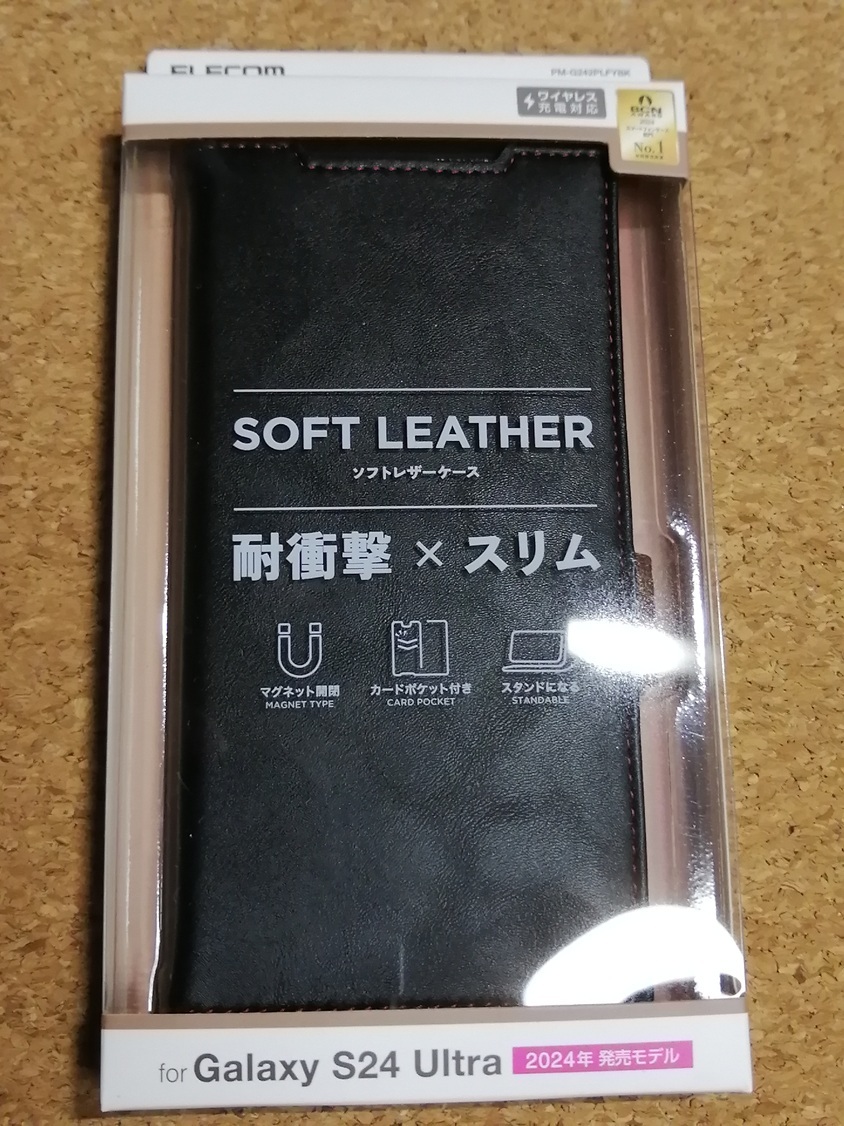 ELECOM
PM-G242PLFYBK
ワイヤレス
充電対応
BCN
2024
No.1
SOFT LEATHER
ソフトレザーケース
耐衝撃 × スリム
マグネット開閉
MAGNET TYPE
カードポケット付き
CARD POCKET
スタンドになる
STANDABLE
for Galaxy S24 Ultra
2024年 発売モデル